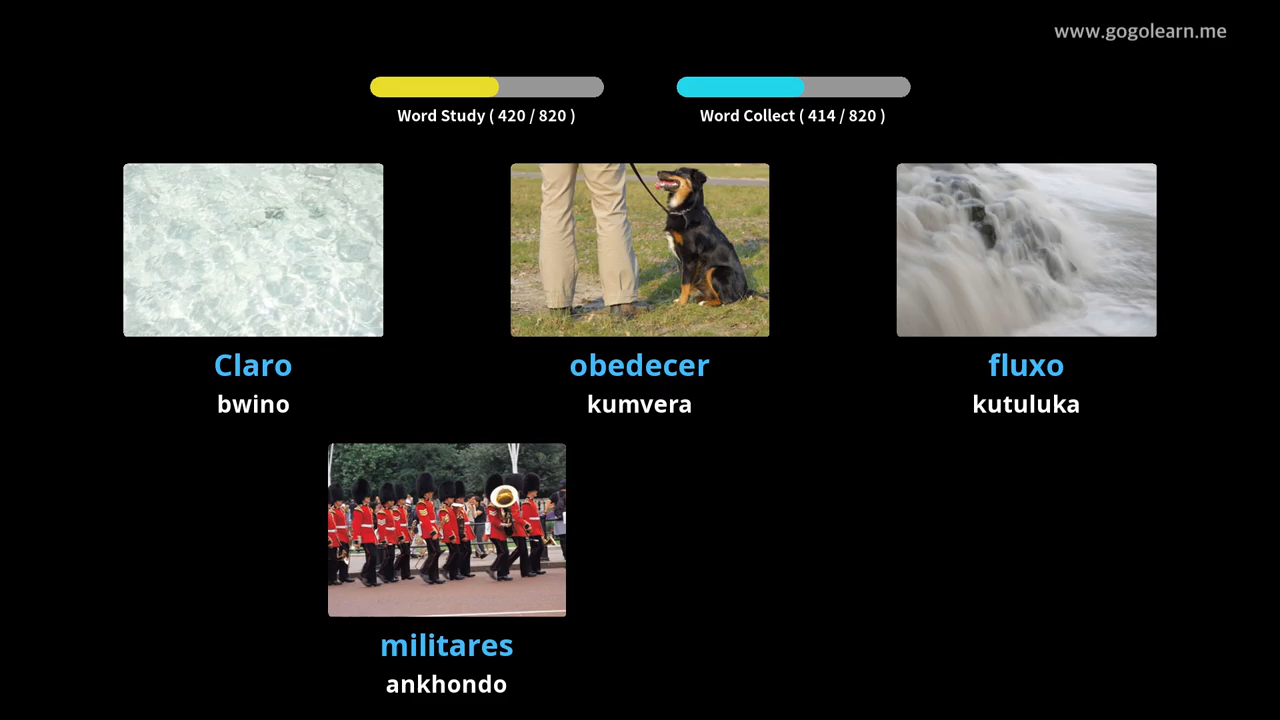 www.gogolearn.me
Word Study ( 420 / 820 )
Word Collect ( 414 / 820 )
Claro
bwino
obedecer
kumvera
fluxo
kutuluka
militares
ankhondo